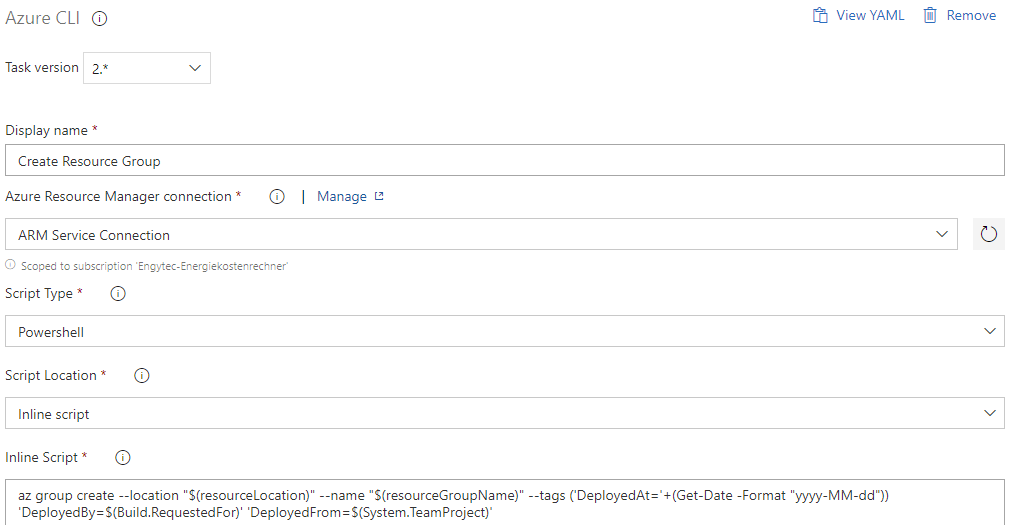 Azure CLI
View YAML Remove
Task version 2.*
Display name *
Create Resource Group
Azure Resource Manager connection * | Manage
ARM Service Connection
Scoped to subscription 'Engytec-Energiekostenrechner'
Script Type *
Powershell
Script Location *
Inline script
Inline Script *
az group create --location "$(resourceLocation)" --name "$(resourceGroupName)" --tags ('DeployedAt='+(Get-Date -Format "yyyy-MM-dd"))
'DeployedBy=$(Build.RequestedFor)' 'DeployedFrom=$(System.TeamProject)'